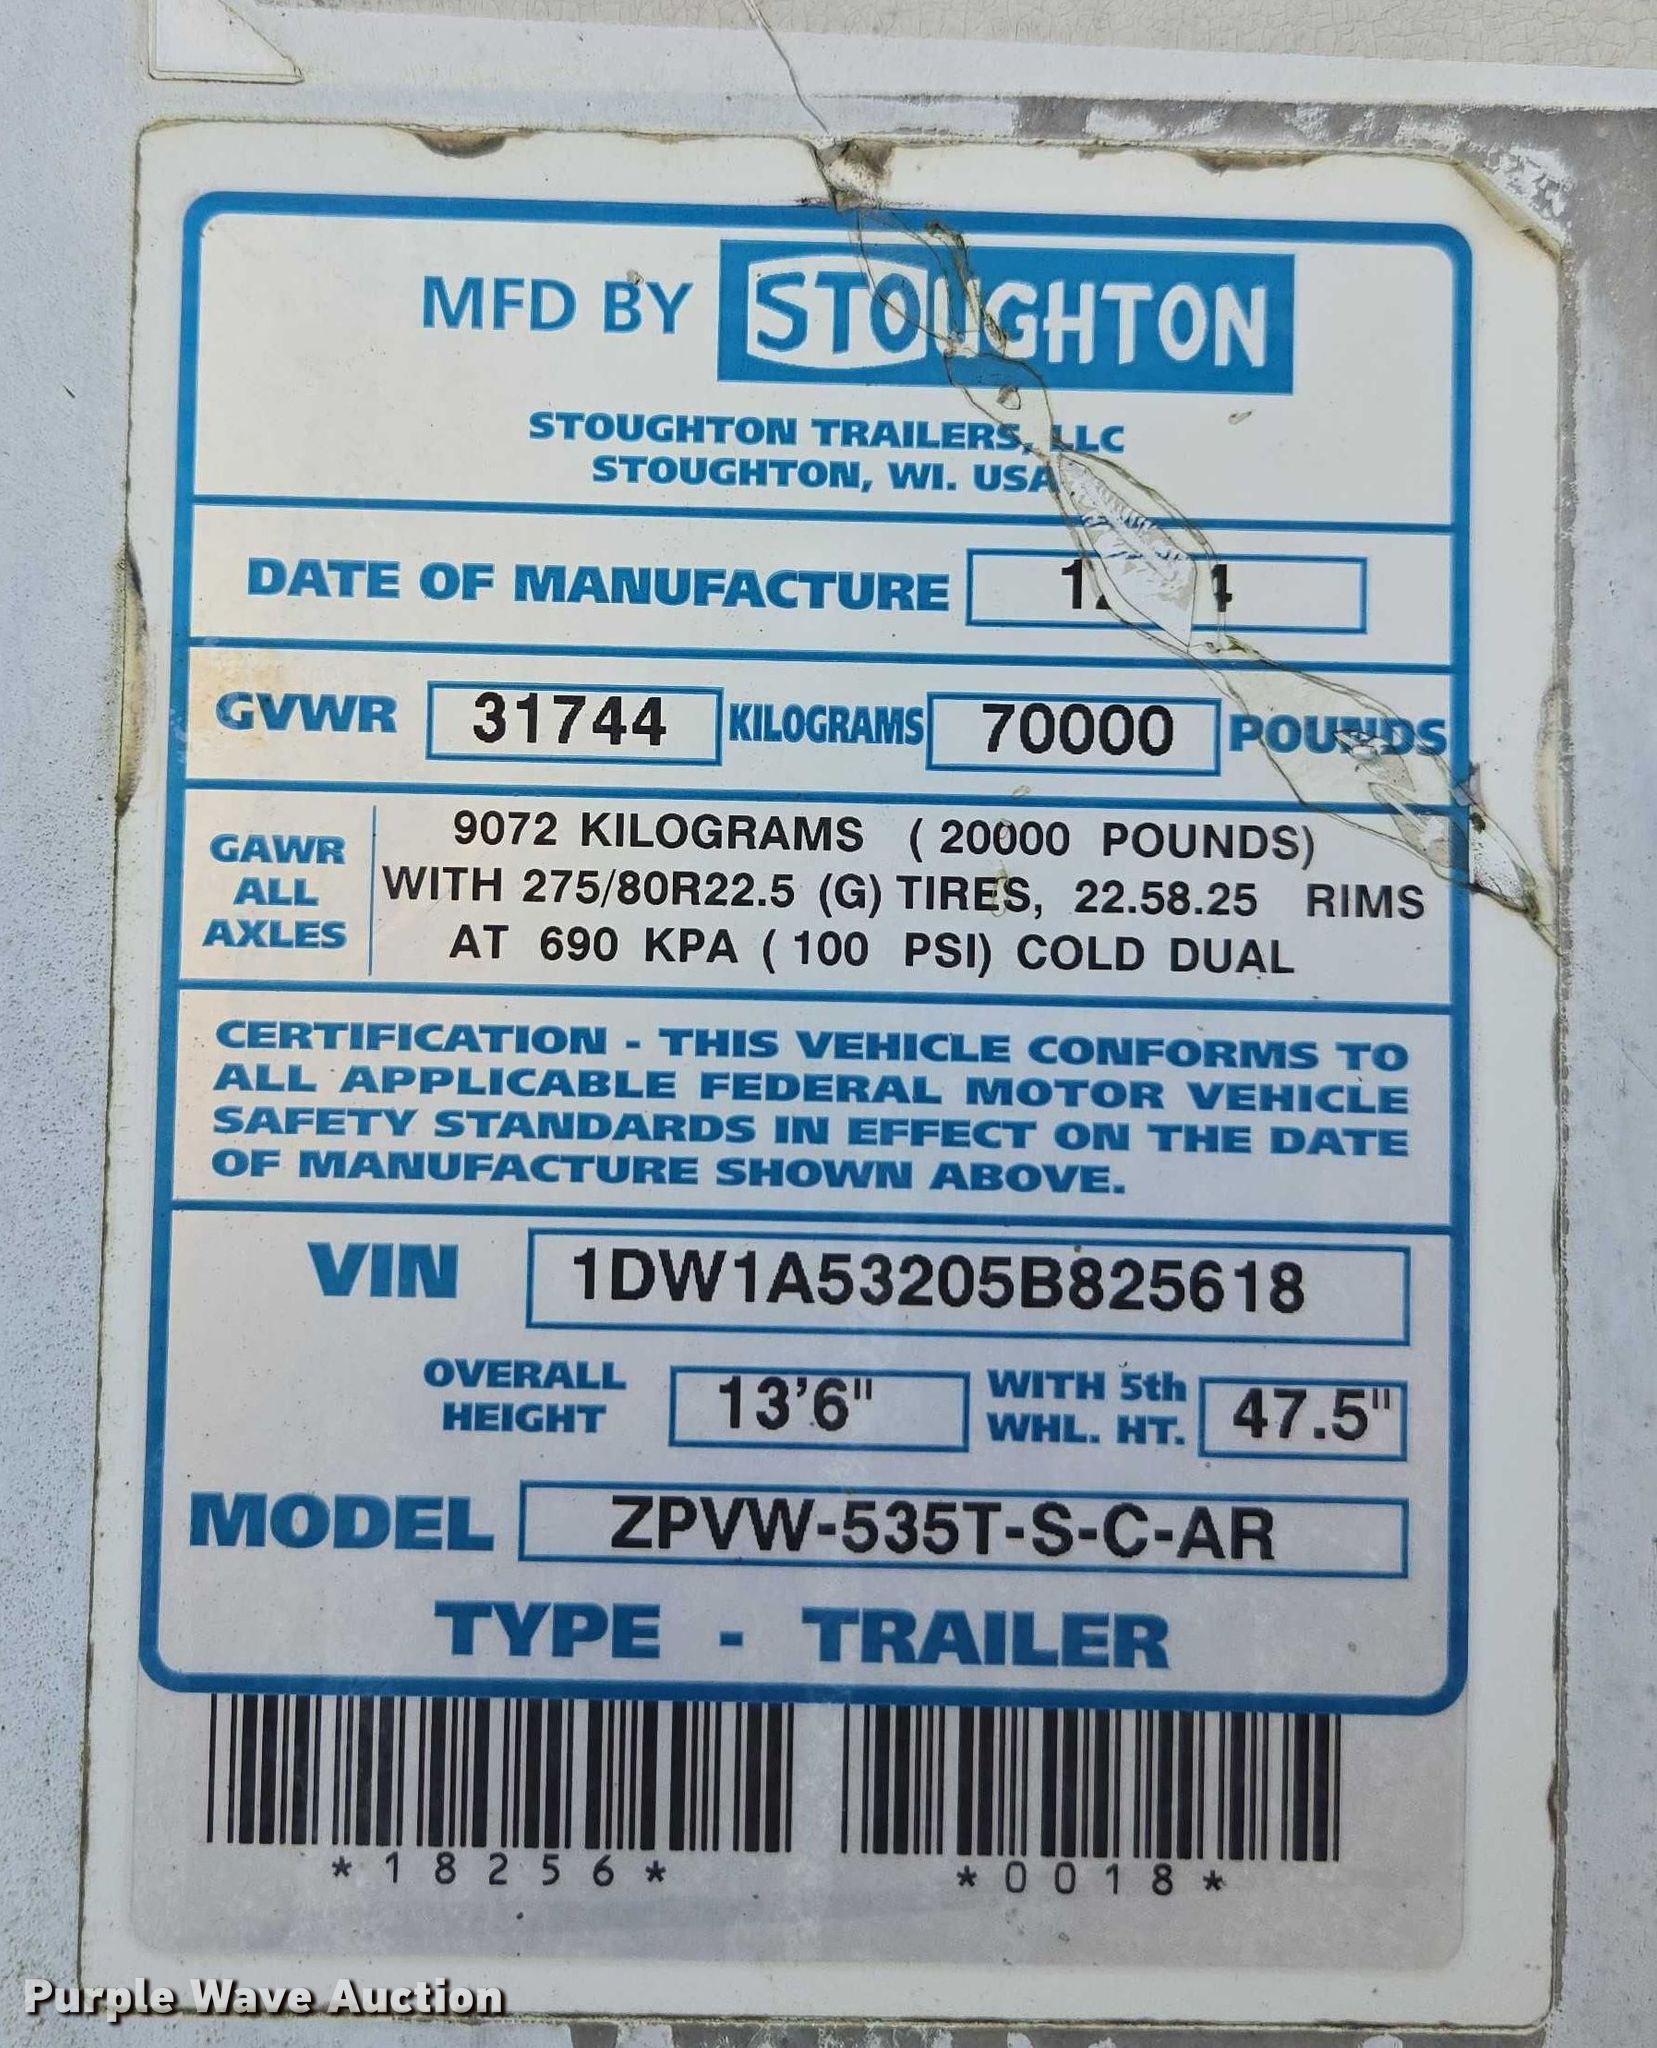 MFD BY STOUGHTON
STOUGHTON TRAILERS, LLC
STOUGHTON, WI. USA
DATE OF MANUFACTURE
GVWR 31744 KILOGRAMS 70000 POUNDS
GAWR ALL AXLES
9072 KILOGRAMS ( 20000 POUNDS)
WITH 275/80R22.5 (G) TIRES, 22.58.25 RIMS
AT 690 KPA ( 100 PSI) COLD DUAL
CERTIFICATION - THIS VEHICLE CONFORMS TO
ALL APPLICABLE FEDERAL MOTOR VEHICLE
SAFETY STANDARDS IN EFFECT ON THE DATE
OF MANUFACTURE SHOWN ABOVE.
VIN 1DW1A53205B825618
OVERALL HEIGHT 13'6" WITH 5th WHL. HT. 47.5"
MODEL ZPVW-535T-S-C-AR
TYPE - TRAILER
*18256* *0018*
Purple Wave Auction